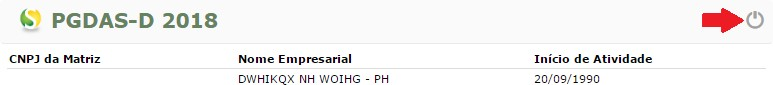 PGDAS-D 2018
CNPJ da Matriz Nome Empresarial Início de Atividade
DWHIKQX NH WOIHG - PH 20/09/1990